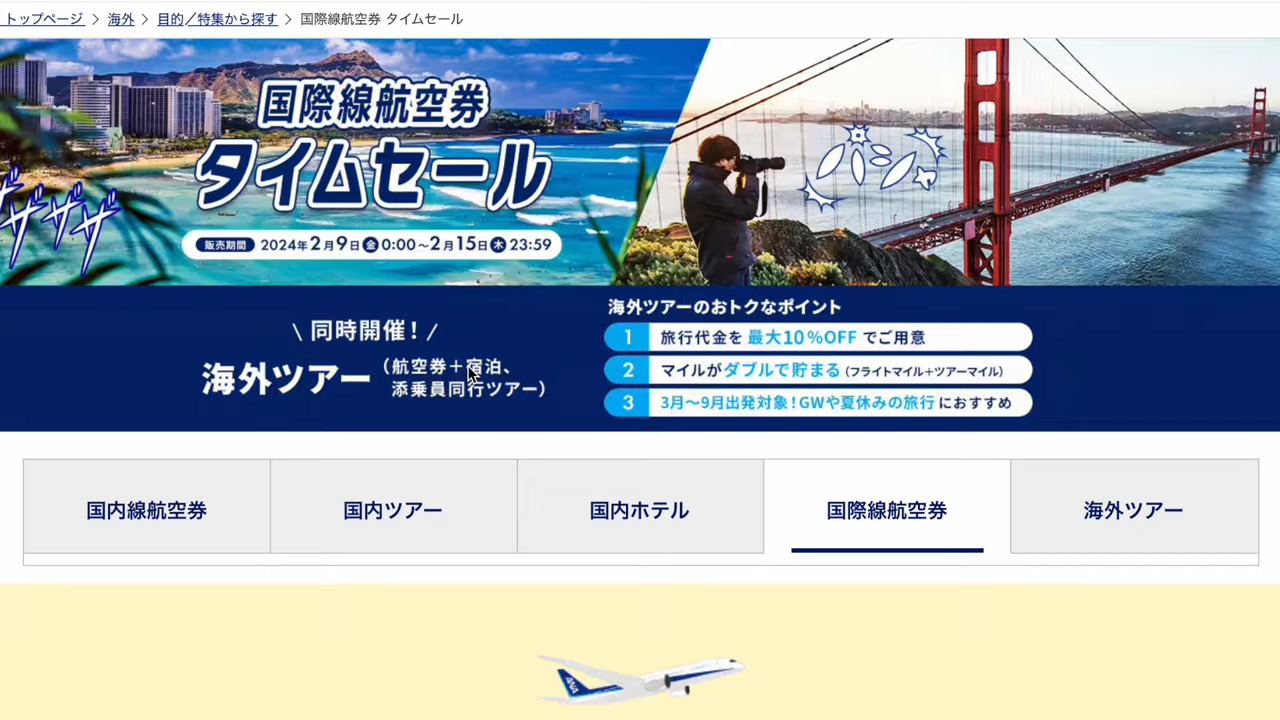 トップページ > 海外 > 目的／特集から探す > 国際線航空券 タイムセール
国際線航空券
タイムセール
販売期間 2024年2月9日金0:00～2月15日木23:59
ザザザ
パシャ
\ 同時開催！ /
海外ツアー（航空券＋宿泊、
添乗員同行ツアー）
海外ツアーのおトクなポイント
1 旅行代金を 最大10％OFF でご用意
2 マイルがダブルで貯まる（フライトマイル＋ツアーマイル）
3 3月～9月出発対象！GWや夏休みの旅行 におすすめ
国内線航空券
国内ツアー
国内ホテル
国際線航空券
海外ツアー
ANA